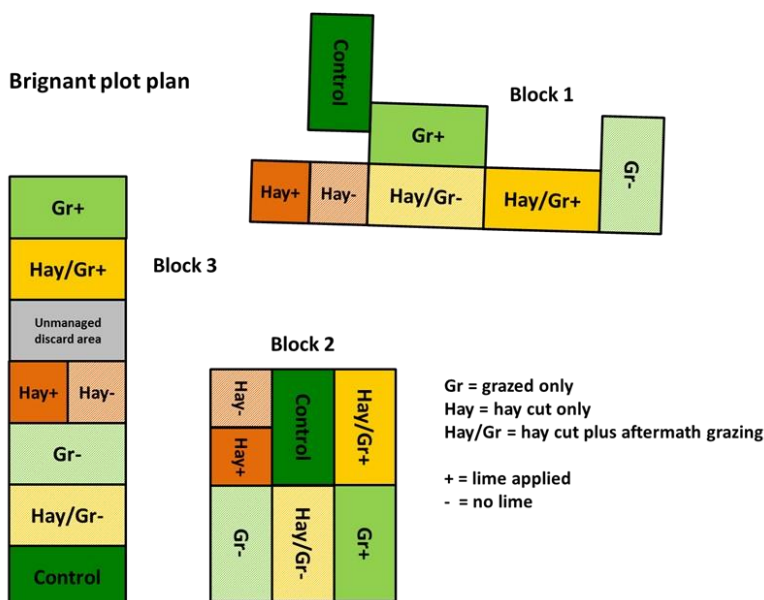 Brignant plot plan
Block 1
Control
Gr+
Gr-
Hay+
Hay-
Hay/Gr-
Hay/Gr+
Block 3
Gr+
Hay/Gr+
Unmanaged
discard area
Hay+
Hay-
Gr-
Hay/Gr-
Control
Block 2
Hay-
Hay+
Control
Hay/Gr+
Gr-
Hay/Gr-
Gr+
Gr = grazed only
Hay = hay cut only
Hay/Gr = hay cut plus aftermath grazing
+ = lime applied
- = no lime